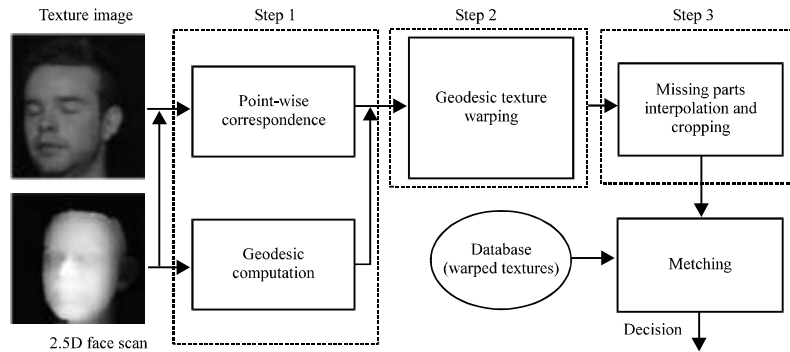 Texture image
Step 1
Step 2
Step 3
Point-wise
correspondence
Geodesic texture
warping
Missing parts
interpolation and
cropping
Geodesic
computation
Database
(warped textures)
Metching
2.5D face scan
Decision